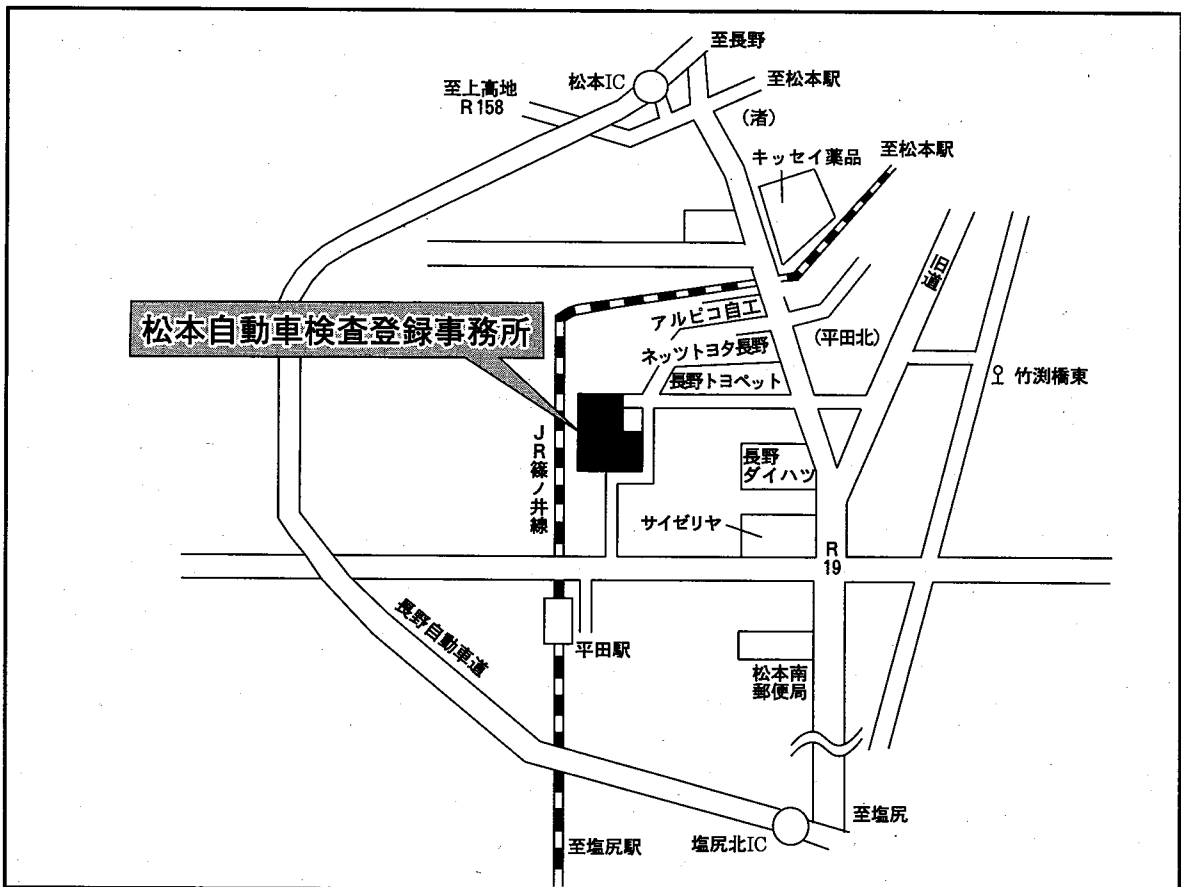 至長野
松本IC
至松本駅
至上高地
R158
(渚)
キッセイ薬品
至松本駅
旧道
松本自動車検査登録事務所
アルピコ自工
(平田北)
ネッツトヨタ長野
長野トヨペット
竹渕橋東
JR篠ノ井線
長野
ダイハツ
サイゼリヤ
R
19
長野自動車道
平田駅
松本南
郵便局
至塩尻
塩尻北IC
至塩尻駅